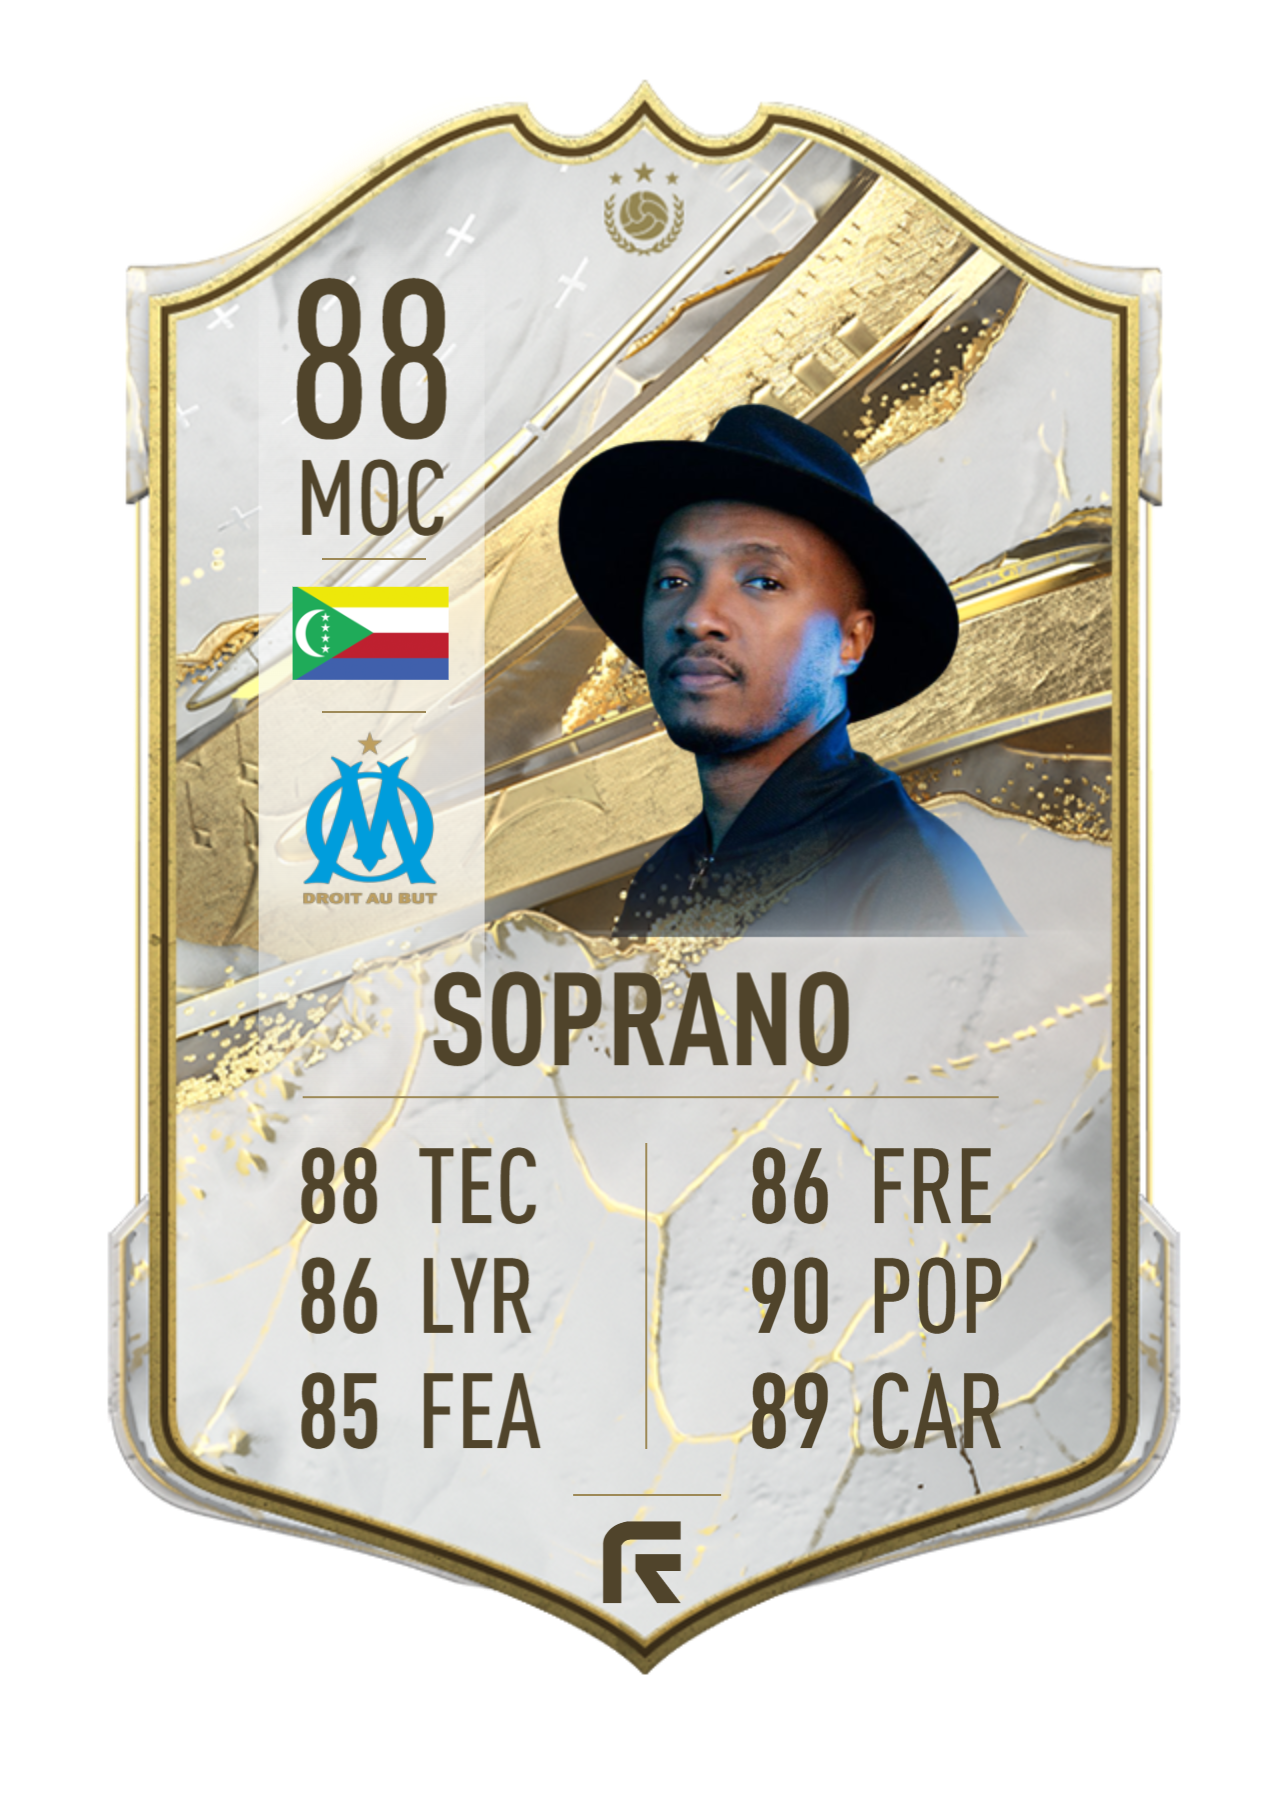 88
MOC
DROIT AU BUT
SOPRANO
88 TEC
86 LYR
85 FEA
86 FRE
90 POP
89 CAR